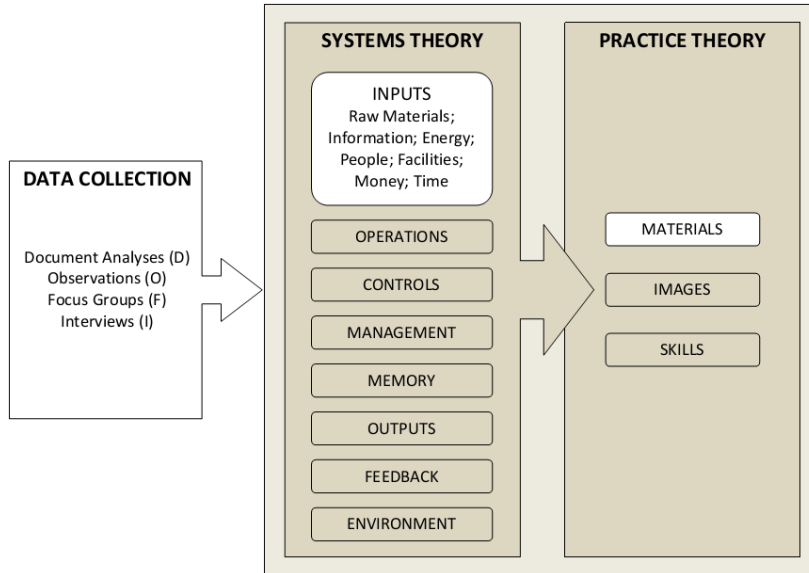 DATA COLLECTION
Document Analyses (D)
Observations (O)
Focus Groups (F)
Interviews (I)
SYSTEMS THEORY
INPUTS
Raw Materials;
Information; Energy;
People; Facilities;
Money; Time
OPERATIONS
CONTROLS
MANAGEMENT
MEMORY
OUTPUTS
FEEDBACK
ENVIRONMENT
PRACTICE THEORY
MATERIALS
IMAGES
SKILLS